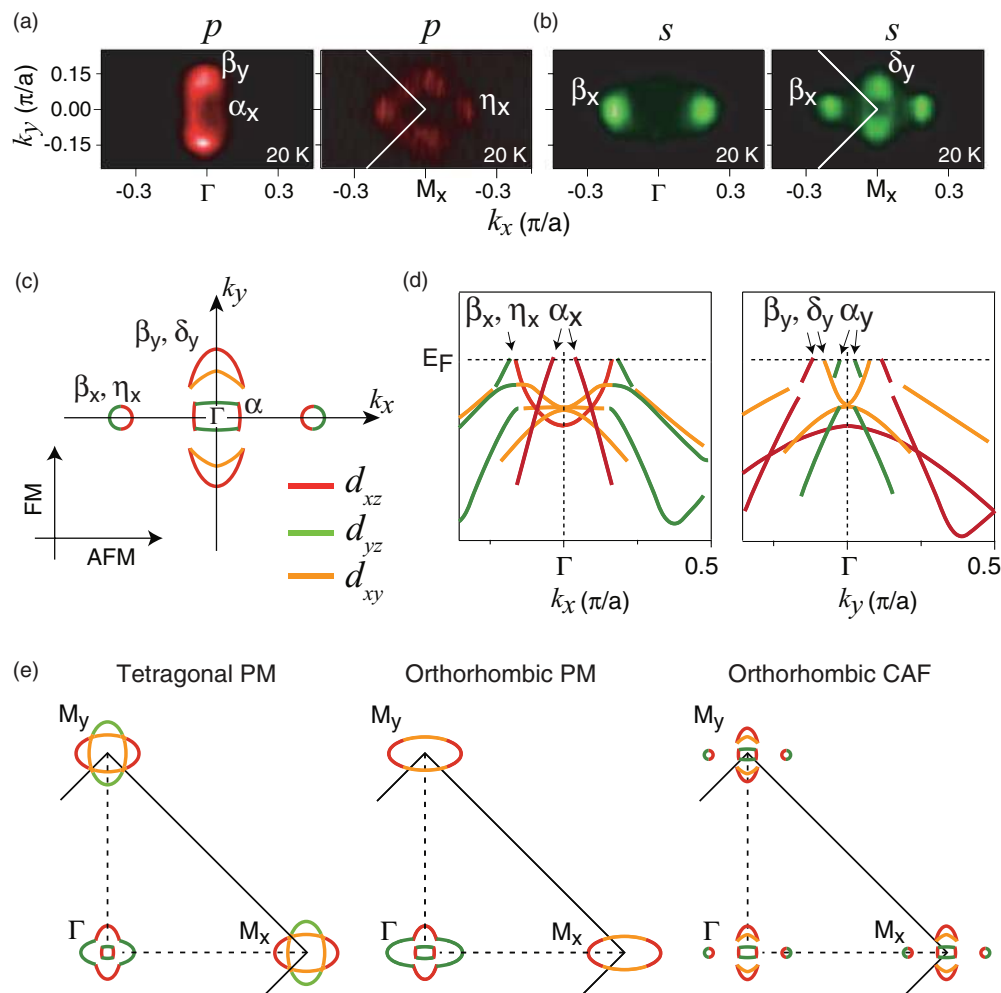 (a) p p (b) s s
k_y (π/a)
0.15
0.00
-0.15
β_y
α_x
20 K
η_x
20 K
β_x
20 K
β_x
δ_y
20 K
-0.3 Γ 0.3 -0.3 M_x 0.3 -0.3 Γ 0.3 -0.3 M_x 0.3
k_x (π/a)
(c)
k_y
β_y, δ_y
β_x, η_x
Γ
α
k_x
FM
AFM
d_xz
d_yz
d_xy
(d)
β_x, η_x α_x
β_y, δ_y α_y
E_F
Γ 0.5 Γ 0.5
k_x (π/a) k_y (π/a)
(e)
Tetragonal PM Orthorhombic PM Orthorhombic CAF
M_y M_y M_y
Γ M_x Γ M_x Γ M_x